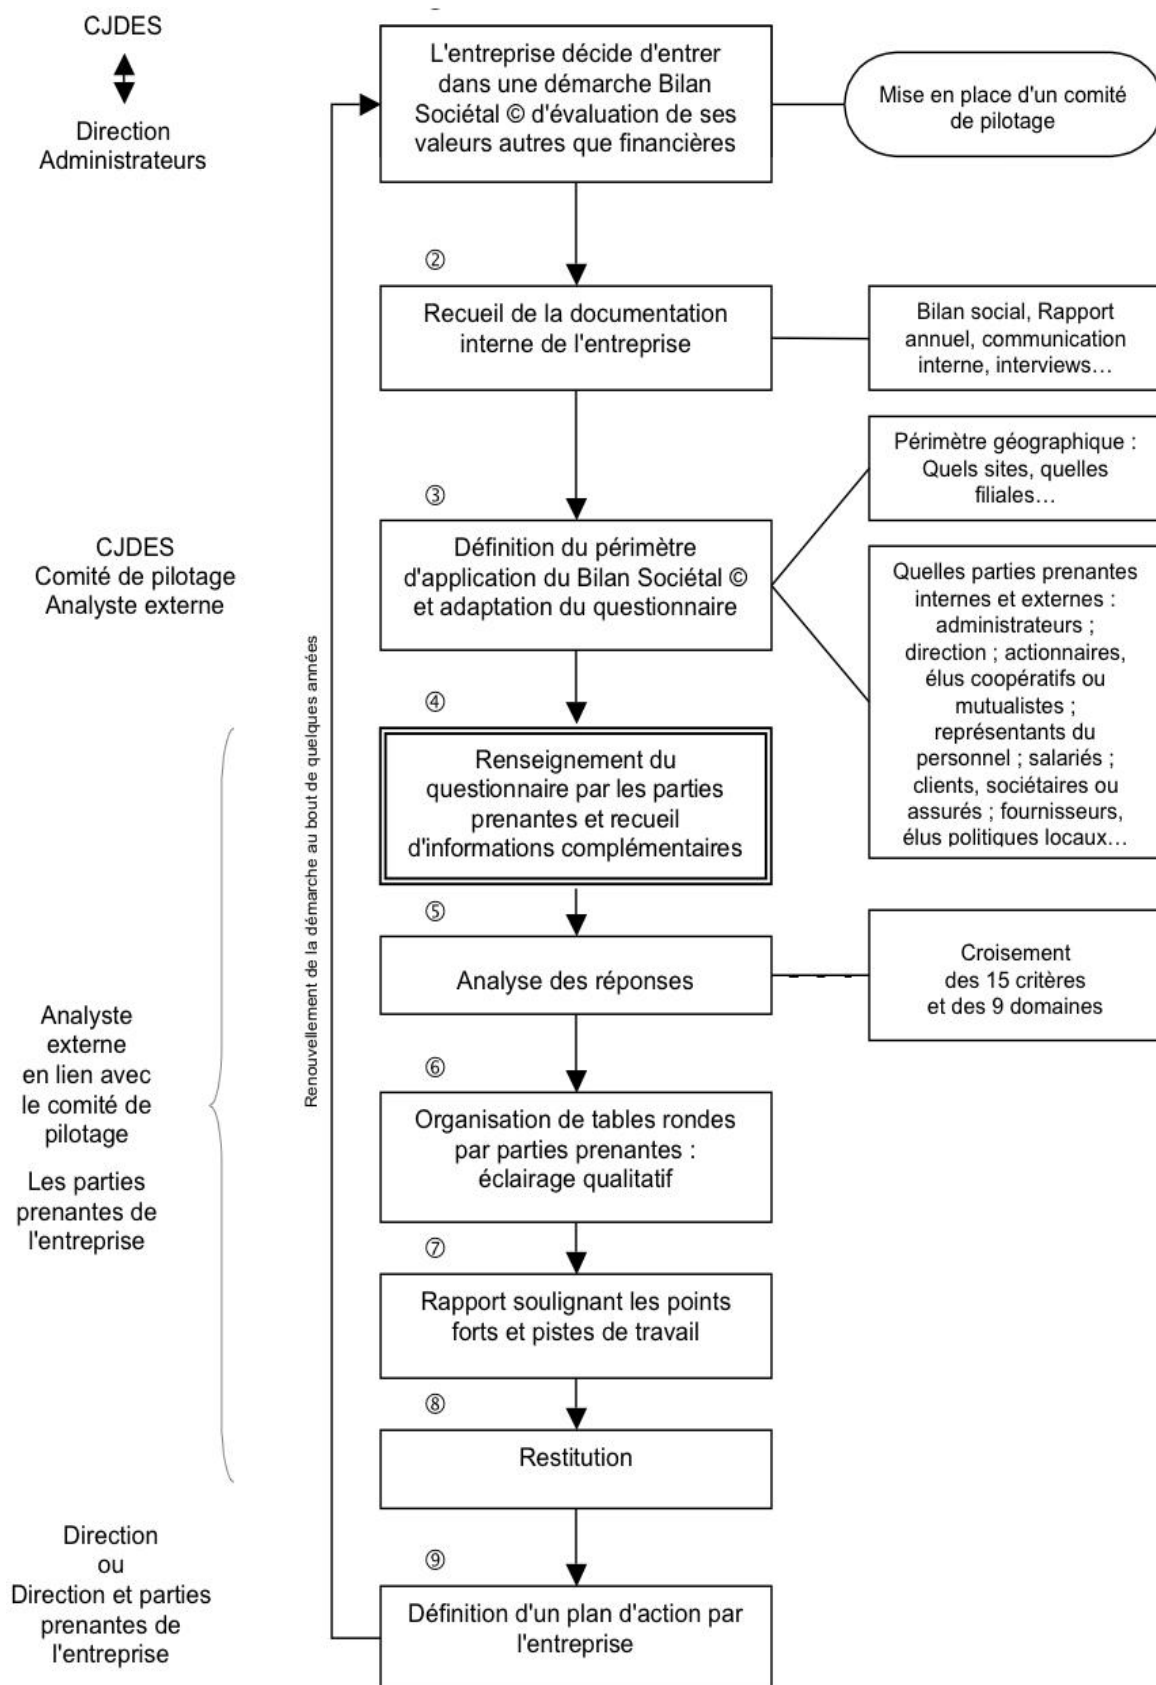 CJDES
Direction
Administrateurs
L'entreprise décide d'entrer
dans une démarche Bilan
Sociétal © d'évaluation de ses
valeurs autres que financières
Mise en place d'un comité
de pilotage
②
Recueil de la documentation
interne de l'entreprise
Bilan social, Rapport
annuel, communication
interne, interviews…
Périmètre géographique :
Quels sites, quelles
filiales…
③
CJDES
Comité de pilotage
Analyste externe
Définition du périmètre
d'application du Bilan Sociétal ©
et adaptation du questionnaire
Quelles parties prenantes
internes et externes :
administrateurs ;
direction ; actionnaires,
élus coopératifs ou
mutualistes ;
représentants du
personnel ; salariés ;
clients, sociétaires ou
assurés ; fournisseurs,
élus politiques locaux…
Renouvellement de la démarche au bout de quelques années
④
Renseignement du
questionnaire par les parties
prenantes et recueil
d'informations complémentaires
⑤
Analyse des réponses
Croisement
des 15 critères
et des 9 domaines
Analyste
externe
en lien avec
le comité de
pilotage
Les parties
prenantes de
l'entreprise
⑥
Organisation de tables rondes
par parties prenantes :
éclairage qualitatif
⑦
Rapport soulignant les points
forts et pistes de travail
⑧
Restitution
Direction
ou
Direction et parties
prenantes de
l'entreprise
⑨
Définition d'un plan d'action par
l'entreprise